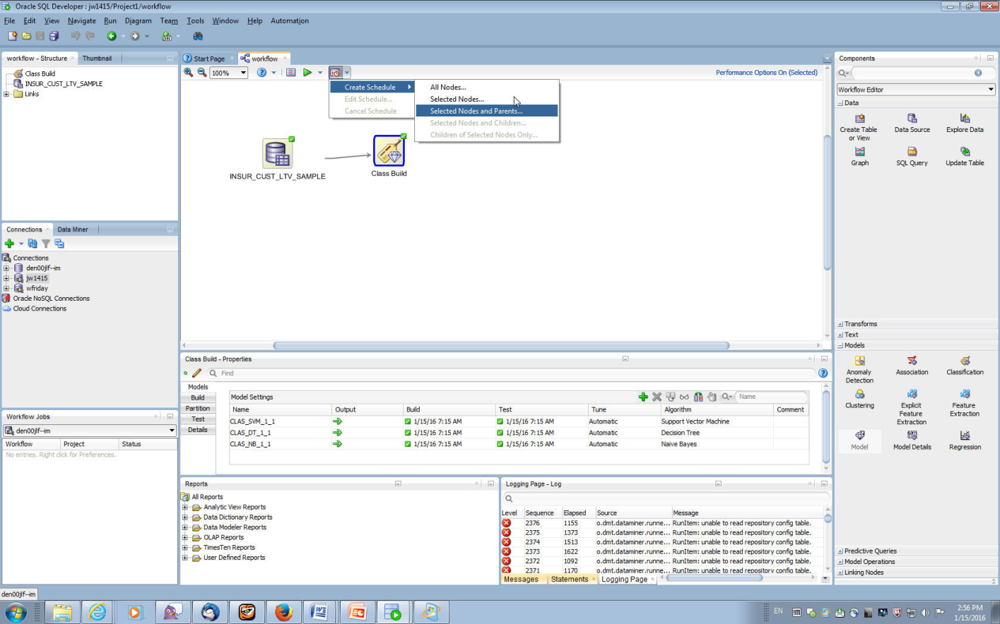 Oracle SQL Developer : jw1415/Project1/workflow
File Edit View Navigate Run Diagram Team Tools Window Help Automation
workflow - Structure
Thumbnail
Class Build
INSUR_CUST_LTV_SAMPLE
Links
Connections
Data Miner
Connections
den00jlf--im
jw1415
wfriday
Oracle NoSQL Connections
Cloud Connections
Workflow Jobs
den00jlf--im
Workflow Project Status
No entries. Right click for Preferences.
Start Page
workflow
100%
Performance Options On (Selected)
Create Schedule
Edit Schedule...
Cancel Schedule
All Nodes...
Selected Nodes...
Selected Nodes and Parents...
Selected Nodes and Children...
Children of Selected Nodes Only...
INSUR_CUST_LTV_SAMPLE
Class Build
Class Build - Properties
Find
Models
Build
Partition
Test
Details
Model Settings
Name
Name Output Build Test Tune Algorithm Comment
CLAS_SVM_1_1 1/15/16 7:15 AM 1/15/16 7:15 AM Automatic Support Vector Machine
CLAS_DT_1_1 1/15/16 7:15 AM 1/15/16 7:15 AM Automatic Decision Tree
CLAS_NB_1_1 1/15/16 7:15 AM 1/15/16 7:15 AM Automatic Naive Bayes
Reports
All Reports
Analytic View Reports
Data Dictionary Reports
Data Modeler Reports
OLAP Reports
TimesTen Reports
User Defined Reports
Logging Page - Log
Level Sequence Elapsed Source Message
2376 1155 o.dmt.dataminer.runne... RunItem: unable to read repository config table.
2375 1373 o.dmt.dataminer.runne... RunItem: unable to read repository config table.
2374 1513 o.dmt.dataminer.runne... RunItem: unable to read repository config table.
2373 1622 o.dmt.dataminer.runne... RunItem: unable to read repository config table.
2372 1092 o.dmt.dataminer.runne... RunItem: unable to read repository config table.
2371 1170 o.dmt.dataminer.runne... RunItem: unable to read repository config table.
Messages Statements Logging Page
Components
Workflow Editor
Data
Create Table or View
Data Source
Explore Data
Graph
SQL Query
Update Table
Transforms
Text
Models
Anomaly Detection
Association
Classification
Clustering
Explicit Feature Extraction
Feature Extraction
Model
Model Details
Regression
Predictive Queries
Model Operations
Linking Nodes
den00jlf--im
EN
2:56 PM
1/15/2016